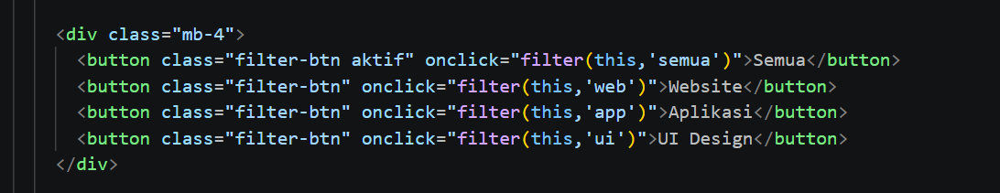 <div class="mb-4">
<button class="filter-btn aktif" onclick="filter(this,'semua')">Semua</button>
<button class="filter-btn" onclick="filter(this,'web')">Website</button>
<button class="filter-btn" onclick="filter(this,'app')">Aplikasi</button>
<button class="filter-btn" onclick="filter(this,'ui')">UI Design</button>
</div>